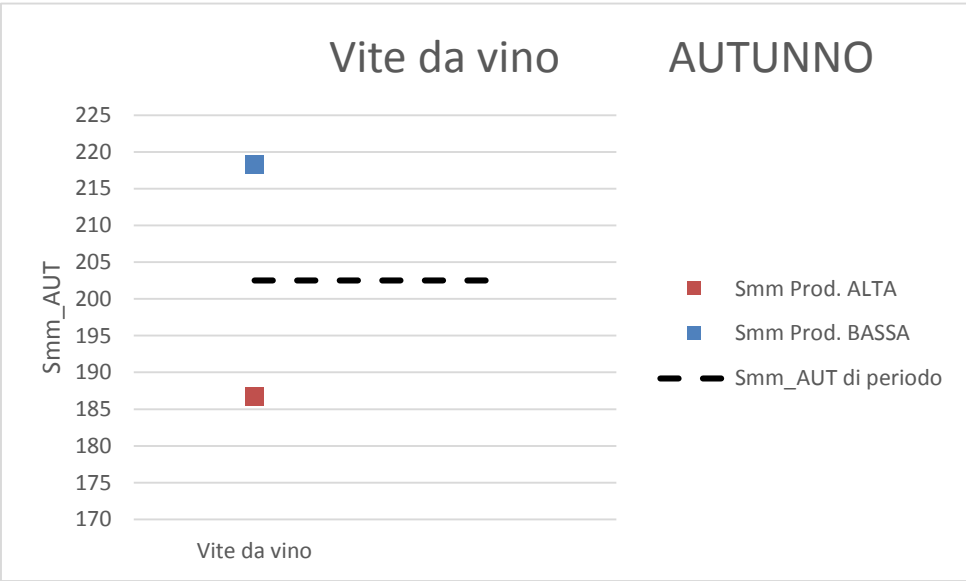 Vite da vino AUTUNNO
225
220
215
210
205
200
195
190
185
180
175
170
Smm_AUT
Vite da vino
Smm Prod. ALTA
Smm Prod. BASSA
Smm_AUT di periodo